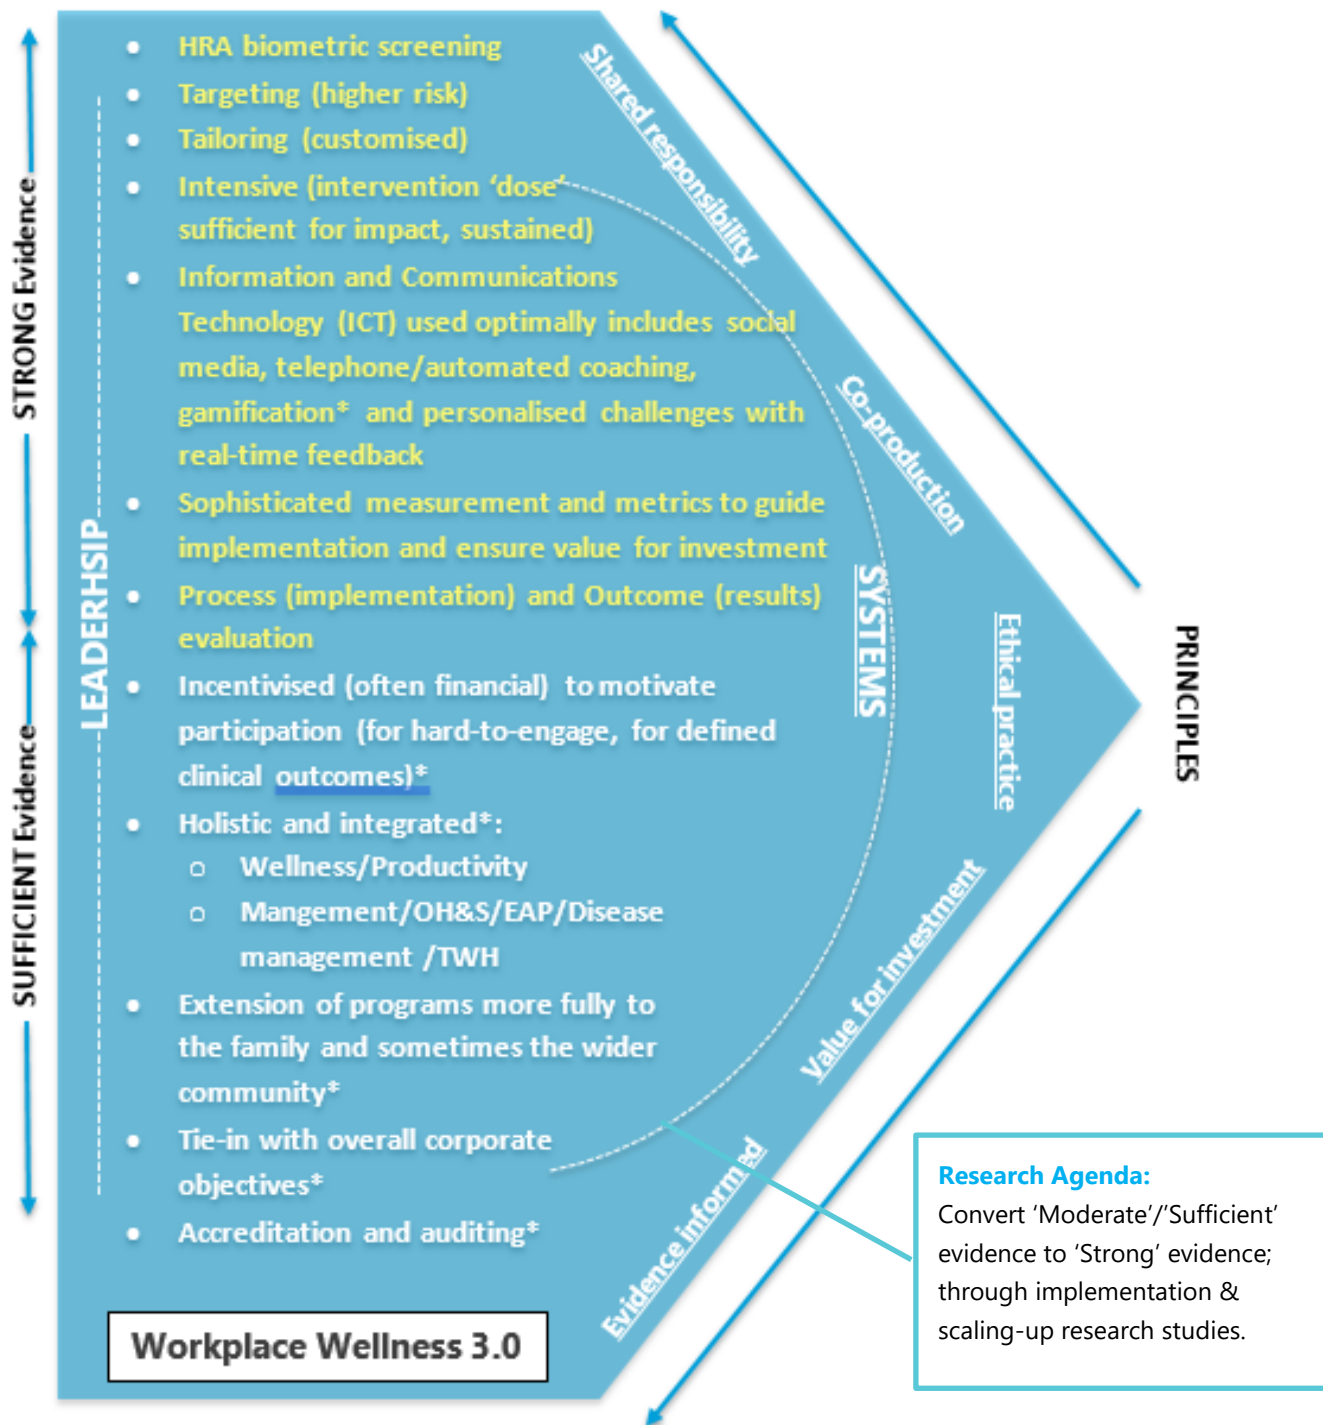 STRONG Evidence
SUFFICIENT Evidence
LEADERHSIP
HRA biometric screening
Targeting (higher risk)
Tailoring (customised)
Intensive (intervention ‘dose’
sufficient for impact, sustained)
Information and Communications
Technology (ICT) used optimally includes social
media, telephone/automated coaching,
gamification* and personalised challenges with
real-time feedback
Sophisticated measurement and metrics to guide
implementation and ensure value for investment
Process (implementation) and Outcome (results)
evaluation
Incentivised (often financial) to motivate
participation (for hard-to-engage, for defined
clinical outcomes)*
Holistic and integrated*:
Wellness/Productivity
Mangement/OH&S/EAP/Disease
management /TWH
Extension of programs more fully to
the family and sometimes the wider
community*
Tie-in with overall corporate
objectives*
Accreditation and auditing*
Workplace Wellness 3.0
SYSTEMS
Shared responsibility
Co-production
Ethical practice
Value for investment
Evidence informed
PRINCIPLES
Research Agenda:
Convert ‘Moderate’/’Sufficient’
evidence to ‘Strong’ evidence;
through implementation &
scaling-up research studies.